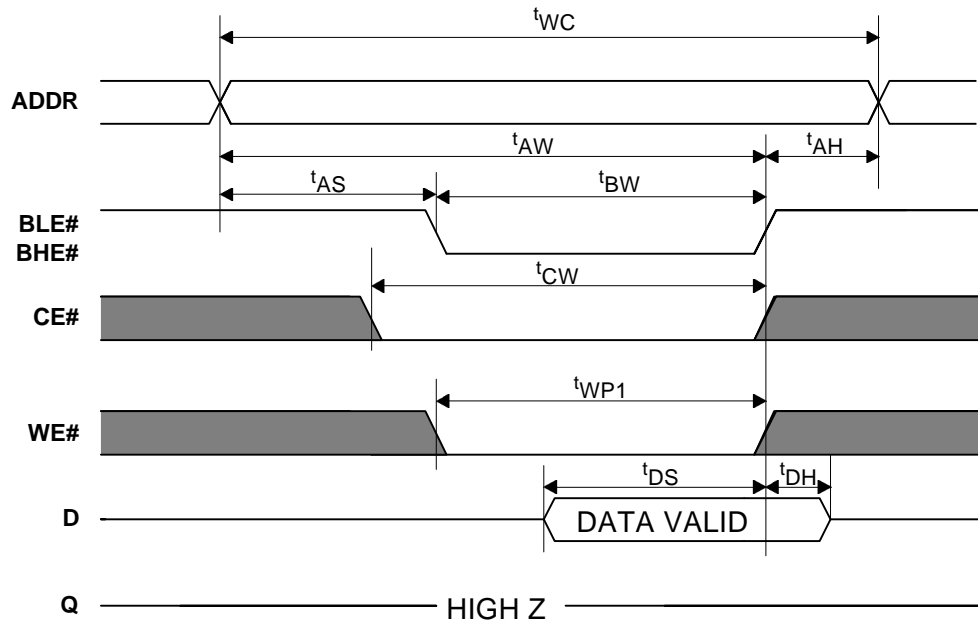 tWC
ADDR
tAW tAH
tAS tBW
BLE#
BHE#
tCW
CE#
tWP1
WE#
tDS tDH
D DATA VALID
Q HIGH Z